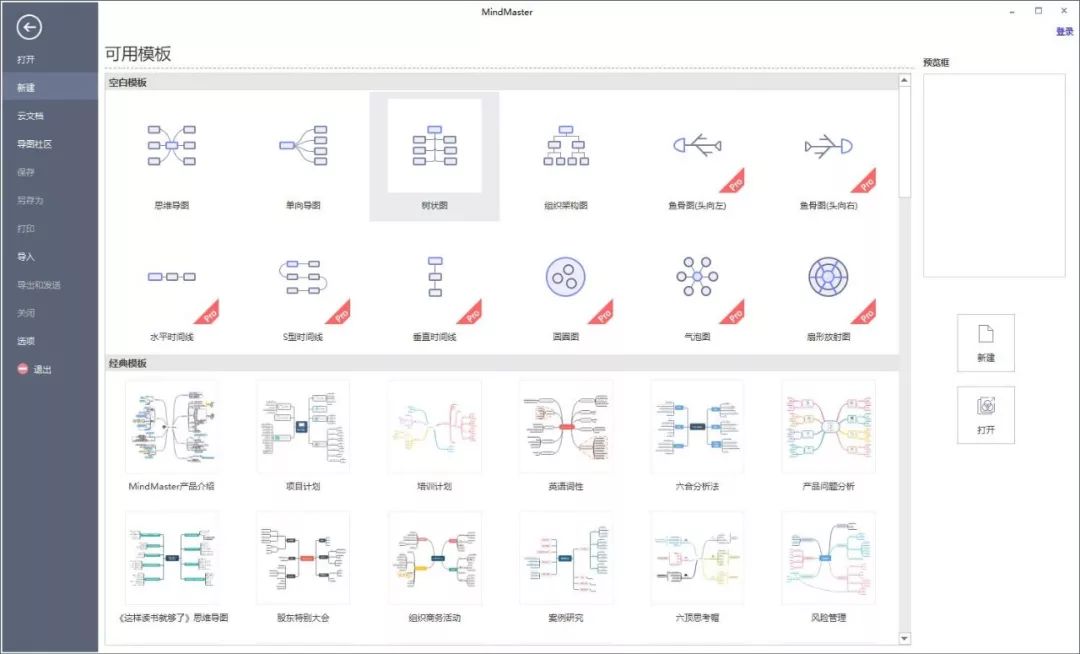 MindMaster
登录
打开
新建
云文档
导图社区
保存
另存为
打印
导入
导出和发送
关闭
选项
退出
可用模板
空白模板
思维导图
单向导图
树状图
组织架构图
Pro
鱼骨图(头向左)
Pro
鱼骨图(头向右)
Pro
水平时间线
Pro
S型时间线
Pro
垂直时间线
Pro
圆圈图
Pro
气泡图
Pro
扇形放射图
经典模板
MindMaster产品介绍
项目计划
培训计划
英语词性
六合分析法
产品问题分析
《这样读书就够了》思维导图
股东特别大会
组织商务活动
案例研究
六顶思考帽
风险管理
预览框
新建
打开